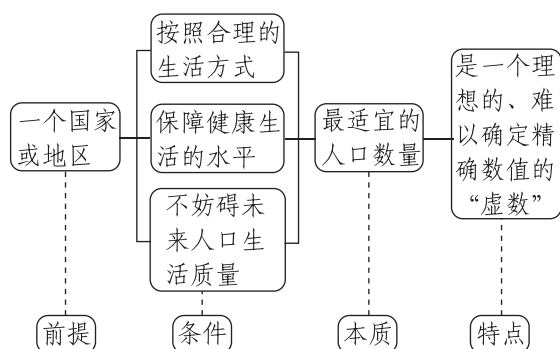 一个国家
或地区
按照合理的
生活方式
保障健康生
活的水平
不妨碍未
来人口生
活质量
最适宜的
人口数量
是一个理
想的、难
以确定精
确数值的
“虚数”
前提
条件
本质
特点